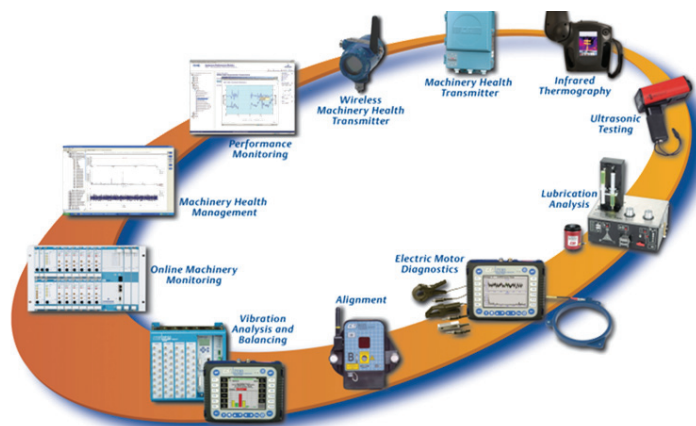 Wireless
Machinery Health
Transmitter
Machinery Health
Transmitter
Infrared
Thermography
Ultrasonic
Testing
Performance
Monitoring
Lubrication
Analysis
Machinery Health
Management
Electric Motor
Diagnostics
Online Machinery
Monitoring
Alignment
Vibration
Analysis and
Balancing